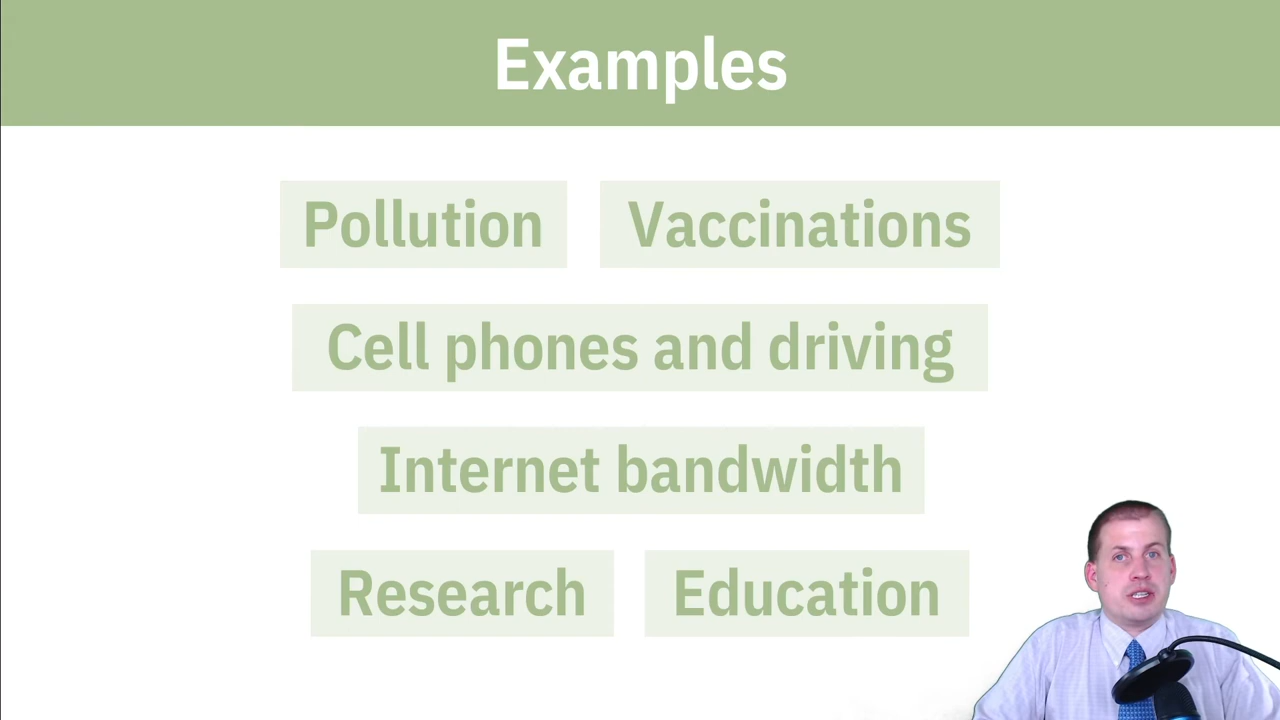 Examples
Pollution Vaccinations
Cell phones and driving
Internet bandwidth
Research Education